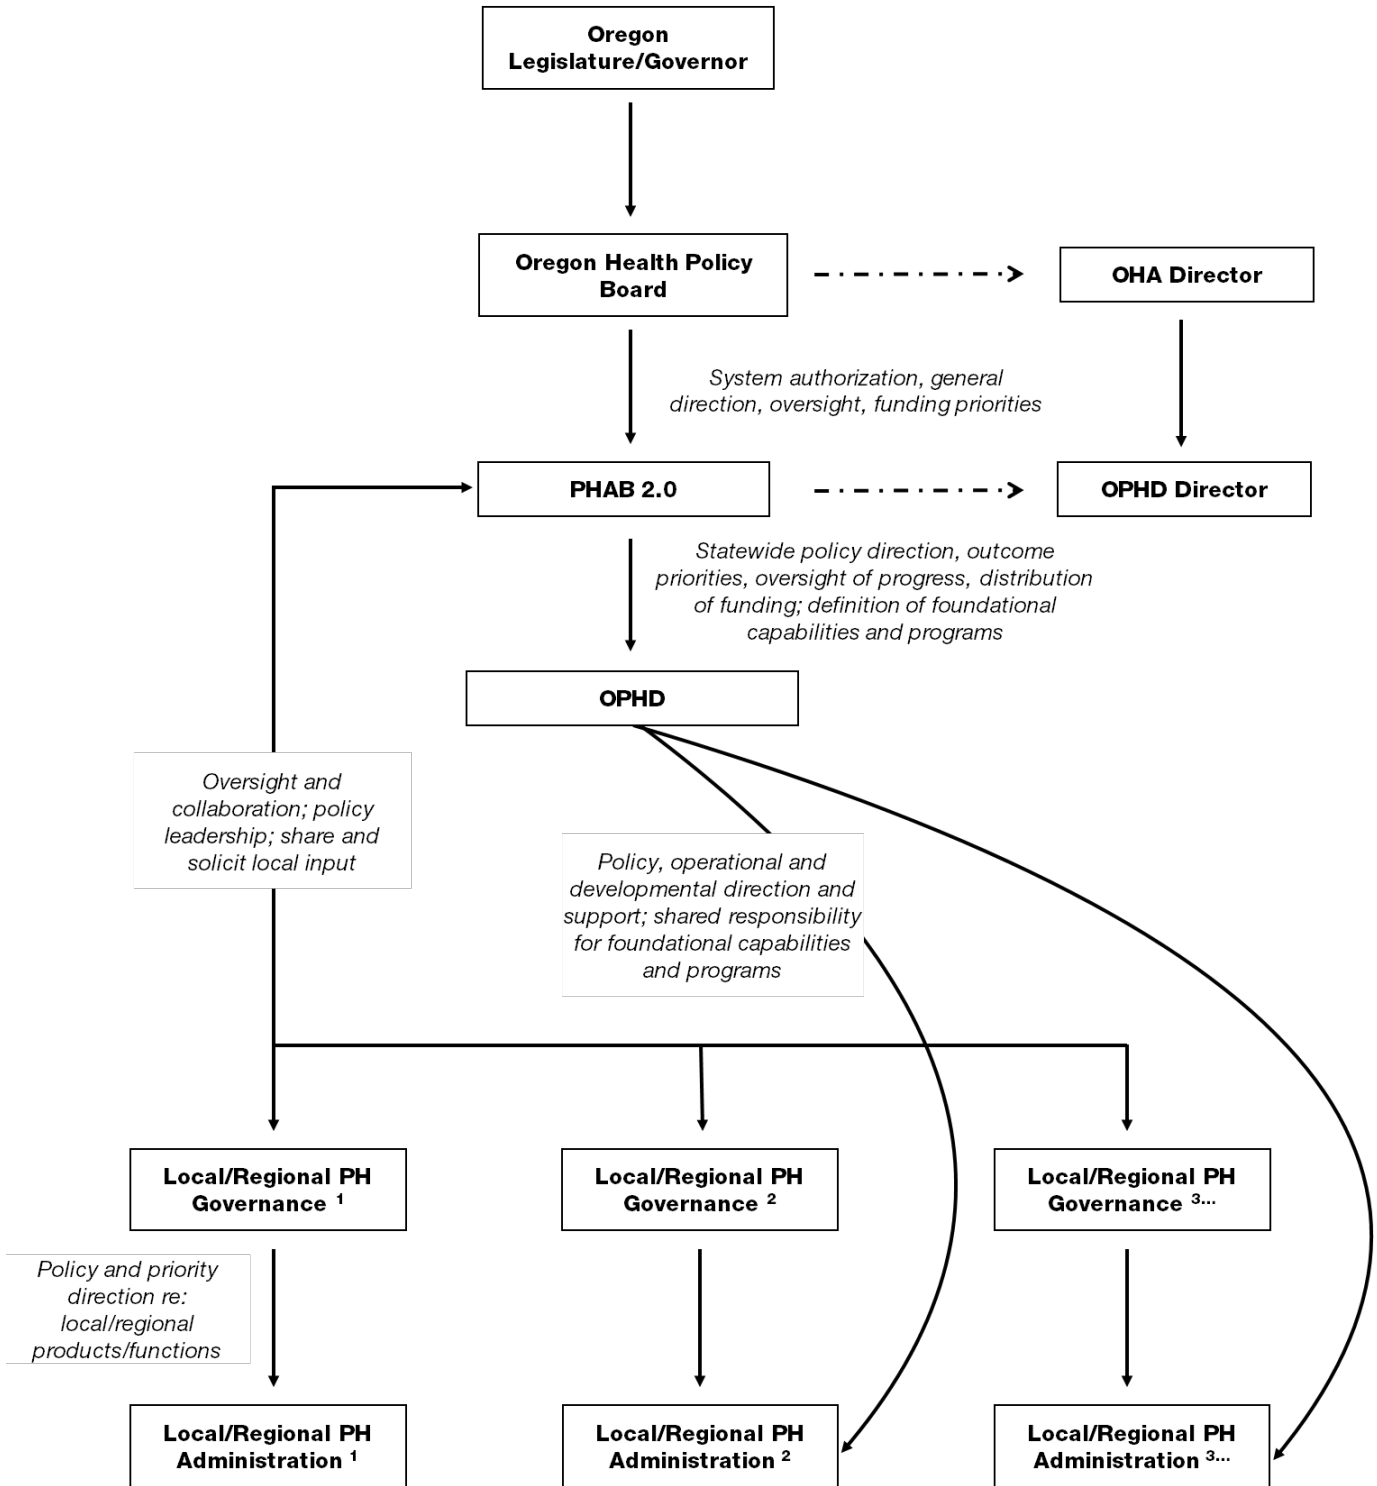 Oregon
Legislature/Governor
Oregon Health Policy
Board
OHA Director
System authorization, general
direction, oversight, funding priorities
PHAB 2.0
OPHD Director
Statewide policy direction, outcome
priorities, oversight of progress, distribution
of funding; definition of foundational
capabilities and programs
OPHD
Oversight and
collaboration; policy
leadership; share and
solicit local input
Policy, operational and
developmental direction and
support; shared responsibility
for foundational capabilities
and programs
Local/Regional PH
Governance ¹
Local/Regional PH
Governance ²
Local/Regional PH
Governance ³...
Policy and priority
direction re:
local/regional
products/functions
Local/Regional PH
Administration ¹
Local/Regional PH
Administration ²
Local/Regional PH
Administration ³...